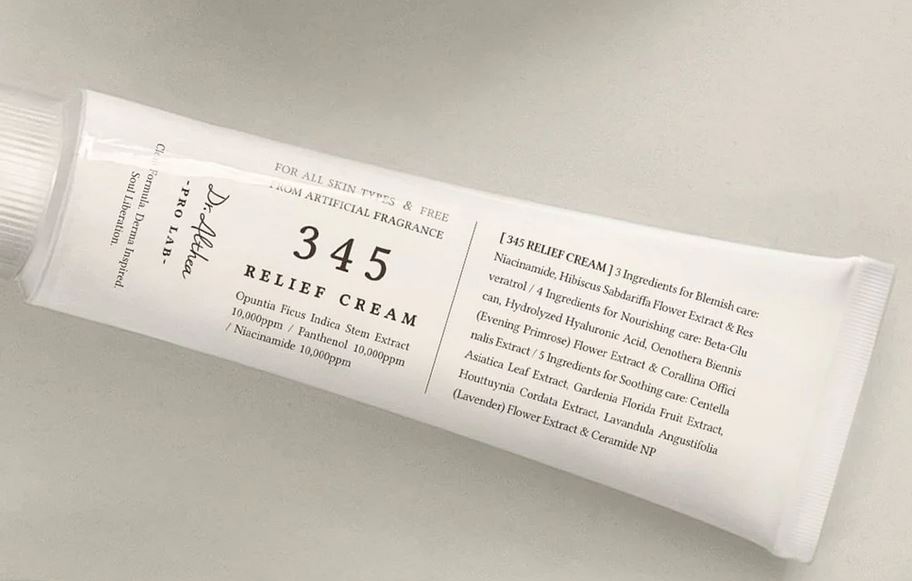 Formula, Derma Inspired.
Soul Liberation.
Dr.Althea
-PRO LAB-
FOR ALL SKIN TYPES & FREE
FROM ARTIFICIAL FRAGRANCE
345
RELIEF CREAM
Opuntia Ficus Indica Stem Extract
10,000ppm / Panthenol 10,000ppm
/ Niacinamide 10,000ppm
[ 345 RELIEF CREAM ] 3 Ingredients for Blemish care:
Niacinamide, Hibiscus Sabdariffa Flower Extract & Res
veratrol / 4 Ingredients for Nourishing care: Beta-Glu
can, Hydrolyzed Hyaluronic Acid, Oenothera Biennis
(Evening Primrose) Flower Extract & Corallina Offici
nalis Extract / 5 Ingredients for Soothing care: Centella
Asiatica Leaf Extract, Gardenia Florida Fruit Extract,
Houttuynia Cordata Extract, Lavandula Angustifolia
(Lavender) Flower Extract & Ceramide NP